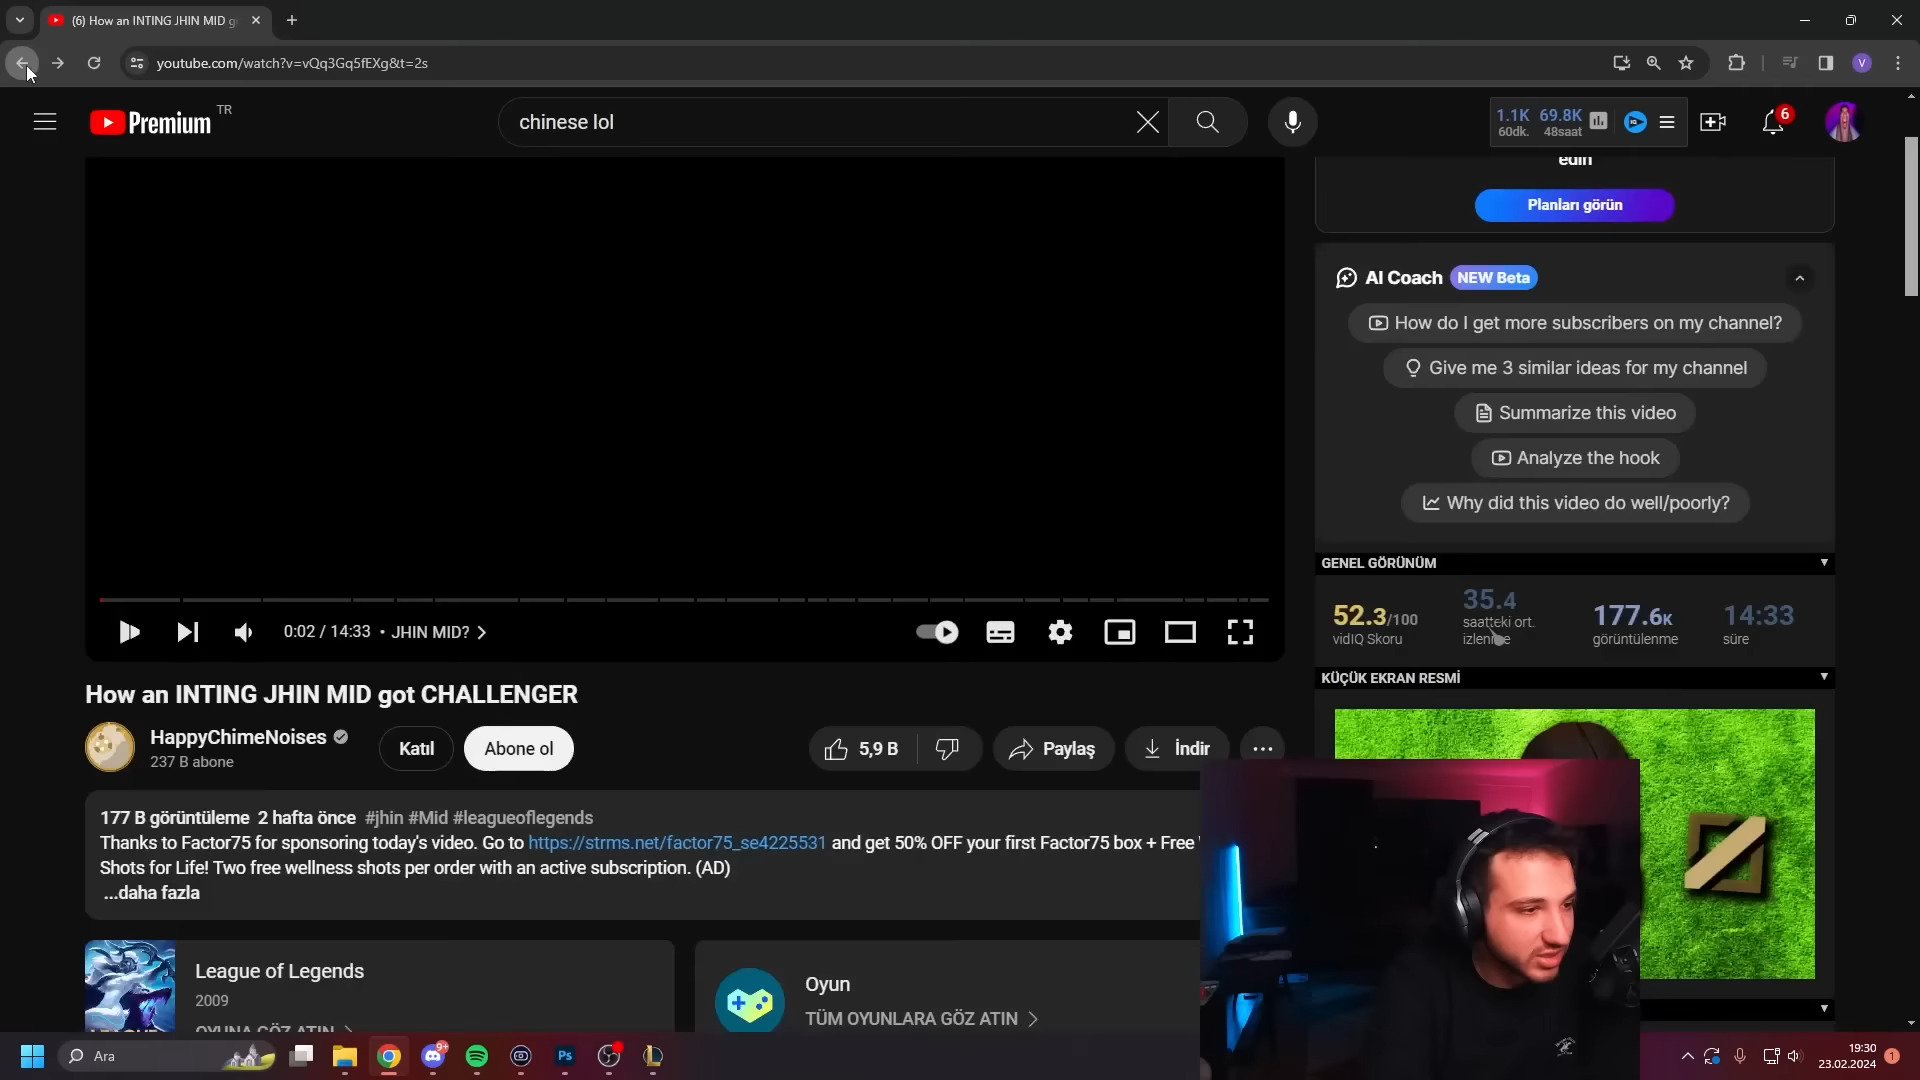 (6) How an INTING JHIN MID g
youtube.com/watch?v=vQq3Gq5fEXg&t=2s
V
Premium TR
chinese lol
1.1K 69.8K
60dk. 48saat
6
edin
Planları görün
AI Coach NEW Beta
How do I get more subscribers on my channel?
Give me 3 similar ideas for my channel
Summarize this video
Analyze the hook
Why did this video do well/poorly?
GENEL GÖRÜNÜM
52.3/100
vidIQ Skoru
35.4
saatteki ort.
izlenme
177.6K
görüntülenme
14:33
süre
KÜÇÜK EKRAN RESMİ
0:02 / 14:33 • JHIN MID?
How an INTING JHIN MID got CHALLENGER
HappyChimeNoises
237 B abone
Katıl
Abone ol
5,9 B
Paylaş
İndir
177 B görüntüleme 2 hafta önce #jhin #Mid #leagueoflegends
Thanks to Factor75 for sponsoring today's video. Go to https://strms.net/factor75_se4225531 and get 50% OFF your first Factor75 box + Free
Shots for Life! Two free wellness shots per order with an active subscription. (AD)
...daha fazla
League of Legends
2009
OYUNA GÖZ ATIN
Oyun
TÜM OYUNLARA GÖZ ATIN
Ara
9+
Ps
19:30
23.02.2024
1